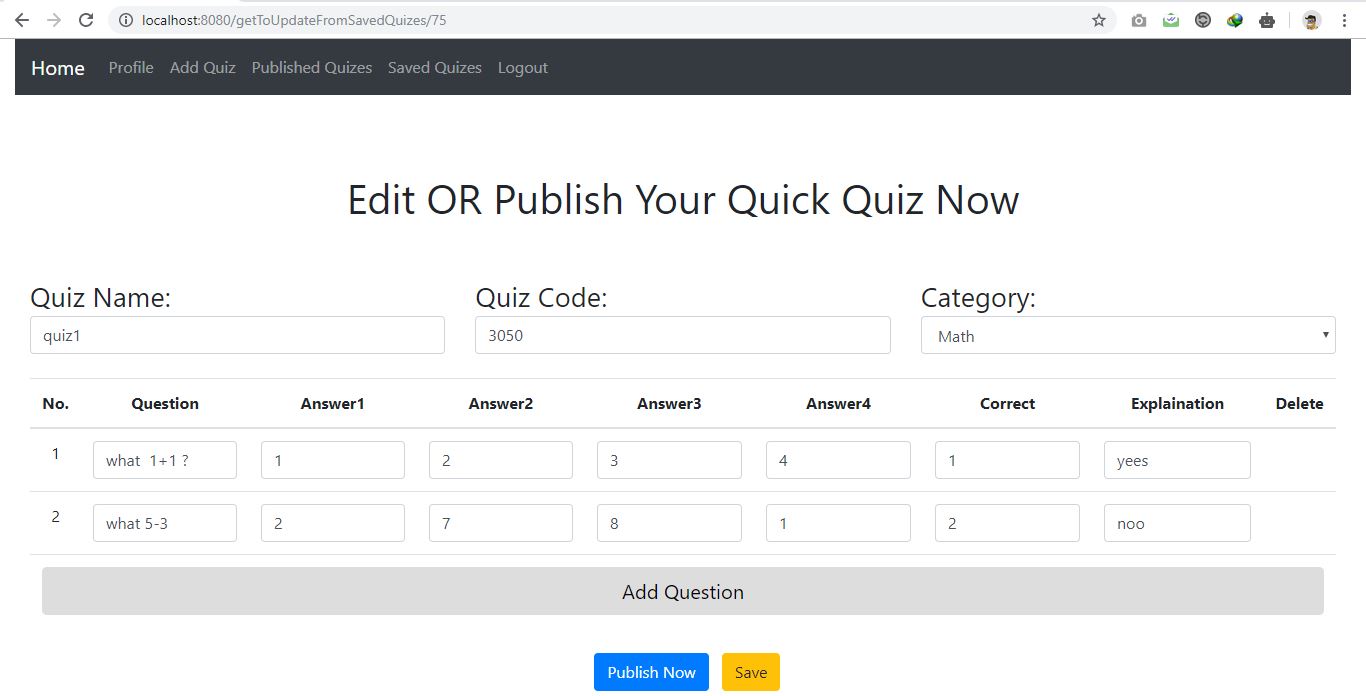 localhost:8080/getToUpdateFromSavedQuizes/75
Home Profile Add Quiz Published Quizes Saved Quizes Logout
Edit OR Publish Your Quick Quiz Now
Quiz Name: Quiz Code: Category:
quiz1 3050 Math
No. Question Answer1 Answer2 Answer3 Answer4 Correct Explaination Delete
1 what  1+1 ? 1 2 3 4 1 yees
2 what 5-3 2 7 8 1 2 noo
Add Question
Publish Now Save